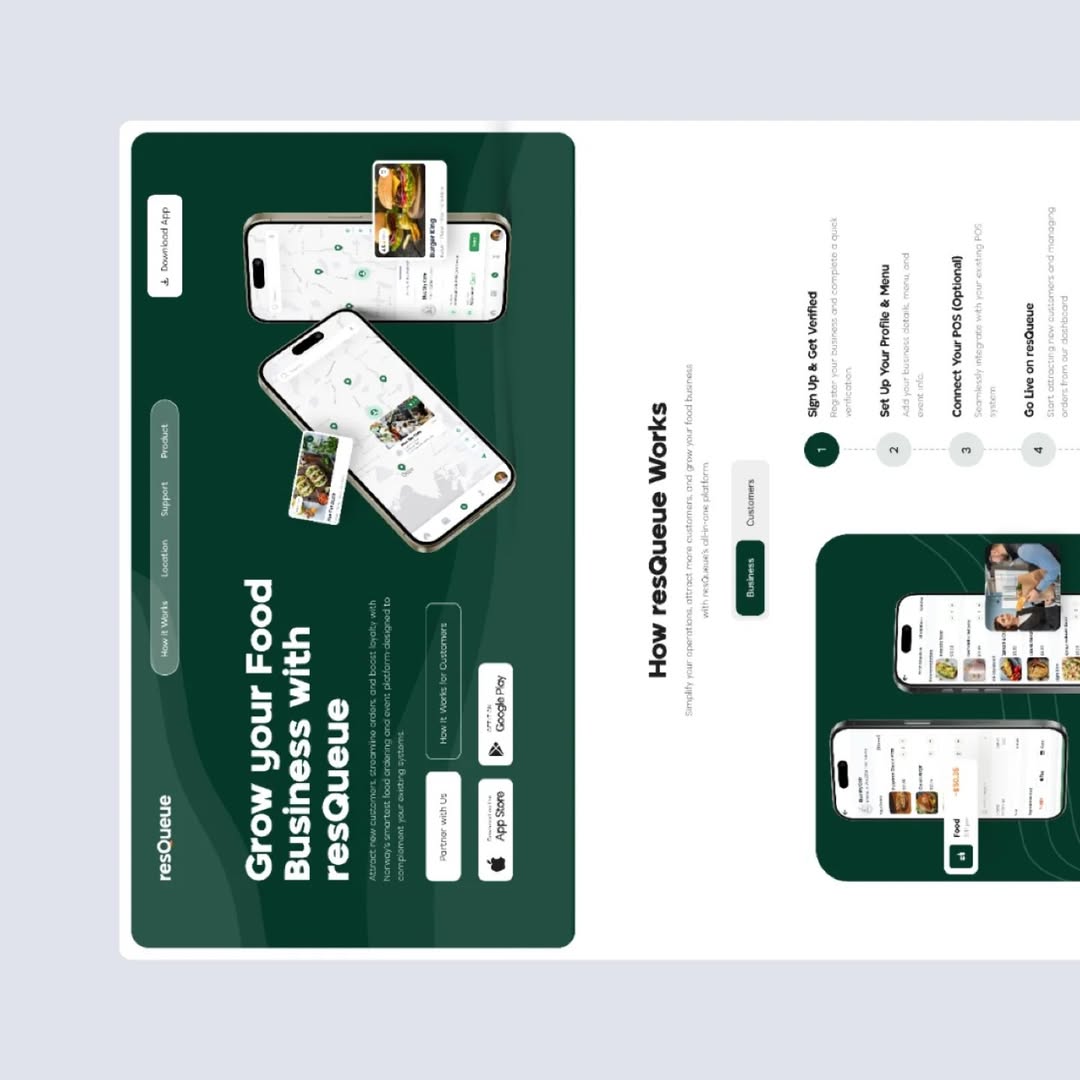 resQueue
How it Works
Location
Support
Product
Download App
Grow your Food
Business with
resQueue
Attract new customers, streamline orders, and boost loyalty with
Norway's smartest food ordering and event platform designed to
complement your existing systems.
Partner with Us
How It Works for Customers
App Store
GET IT ON
Google Play
Burger King
How resQueue Works
Simplify your operations, attract more customers, and grow your food business
with resQueue's all-in-one platform.
Business
Customers
Food
-$50.26
1
Sign Up & Get Verified
Register your business and complete a quick
verification.
2
Set Up Your Profile & Menu
Add your business details, menu, and
event info.
3
Connect Your POS (Optional)
Seamlessly integrate with your existing POS
system
4
Go Live on resQueue
Start attracting new customers and managing
orders from our dashboard